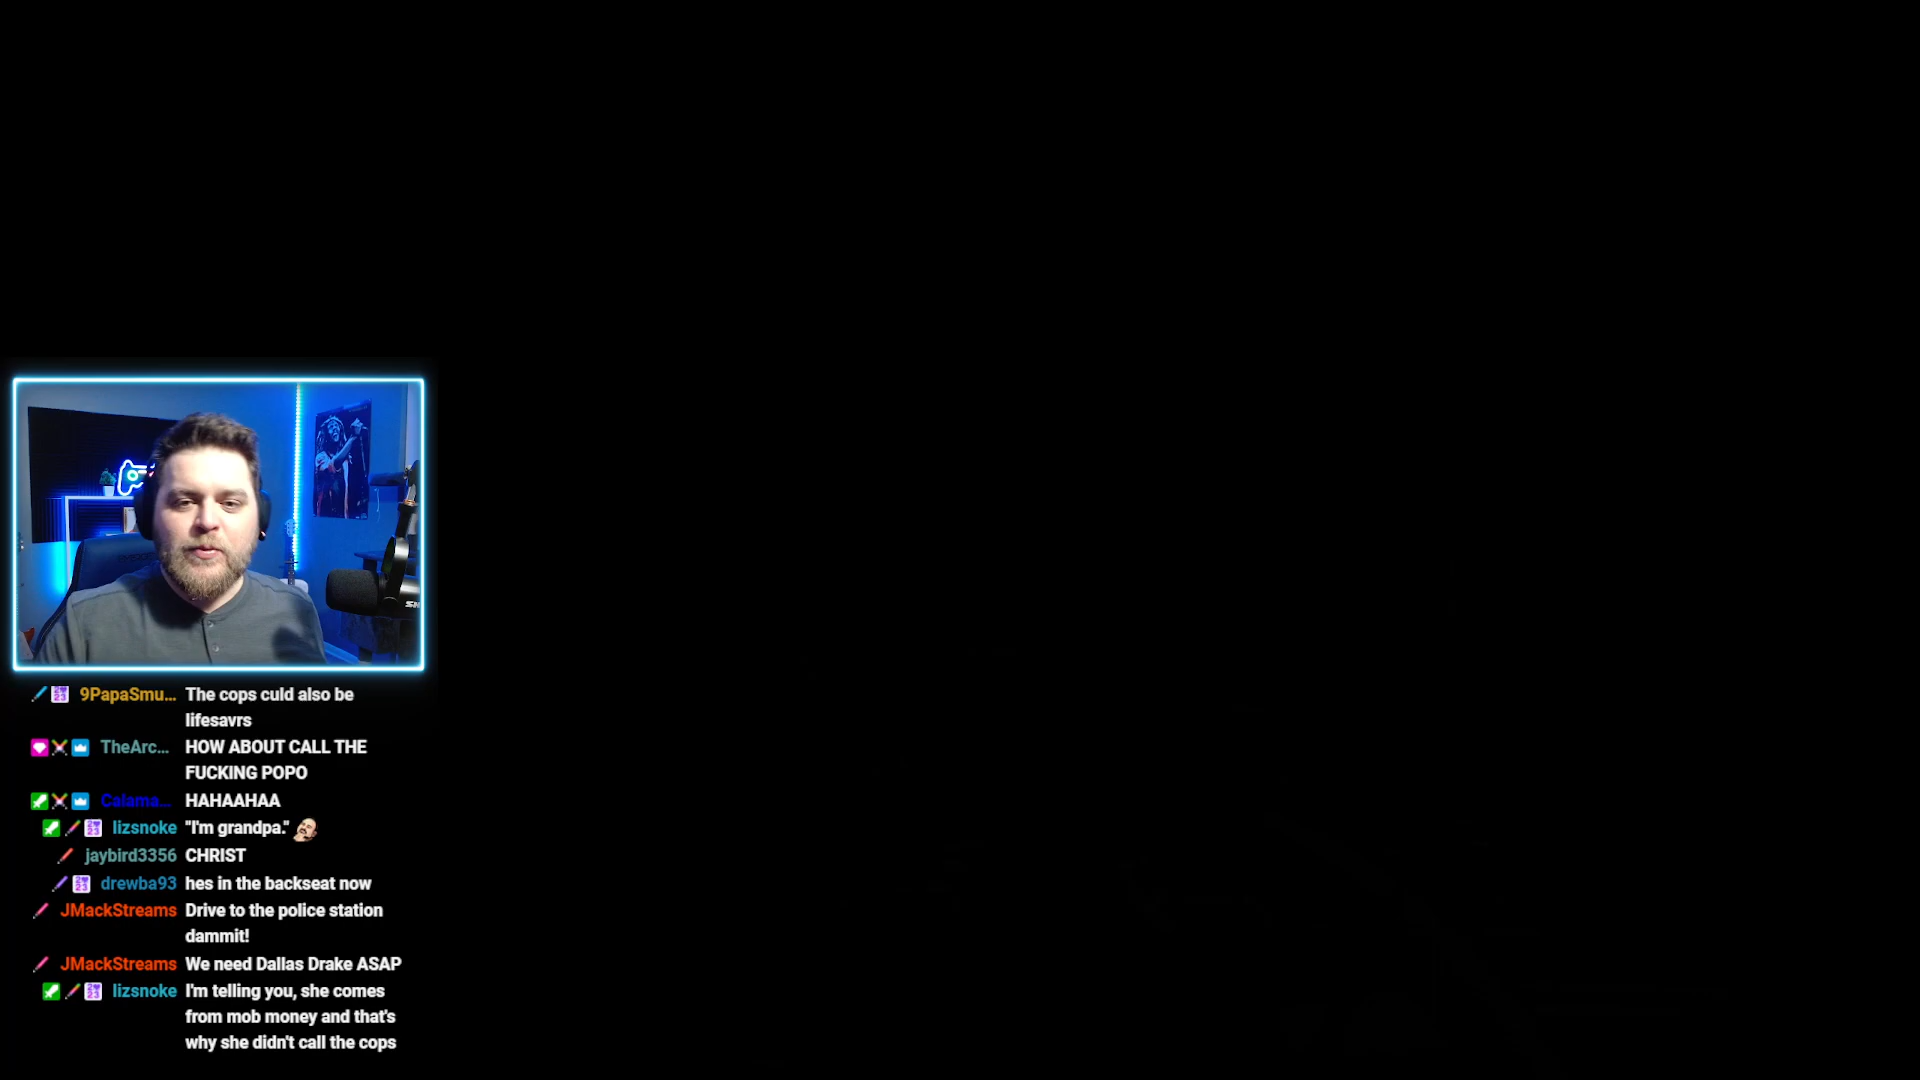 9PapaSmu... The cops culd also be
lifesavrs
TheArc... HOW ABOUT CALL THE
FUCKING POPO
Calama... HAHAAHAA
lizsnoke "I'm grandpa."
jaybird3356 CHRIST
drewba93 hes in the backseat now
JMackStreams Drive to the police station
dammit!
JMackStreams We need Dallas Drake ASAP
lizsnoke I'm telling you, she comes
from mob money and that's
why she didn't call the cops